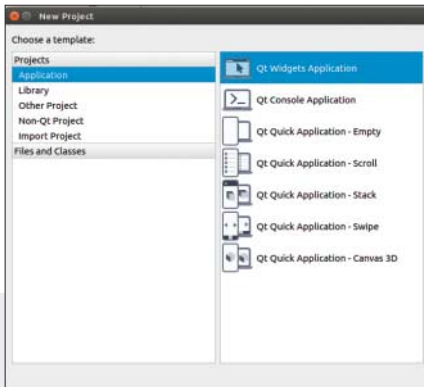 New Project
Choose a template:
Projects
Application
Library
Other Project
Non-Qt Project
Import Project
Files and Classes
Qt Widgets Application
Qt Console Application
Qt Quick Application - Empty
Qt Quick Application - Scroll
Qt Quick Application - Stack
Qt Quick Application - Swipe
Qt Quick Application - Canvas 3D